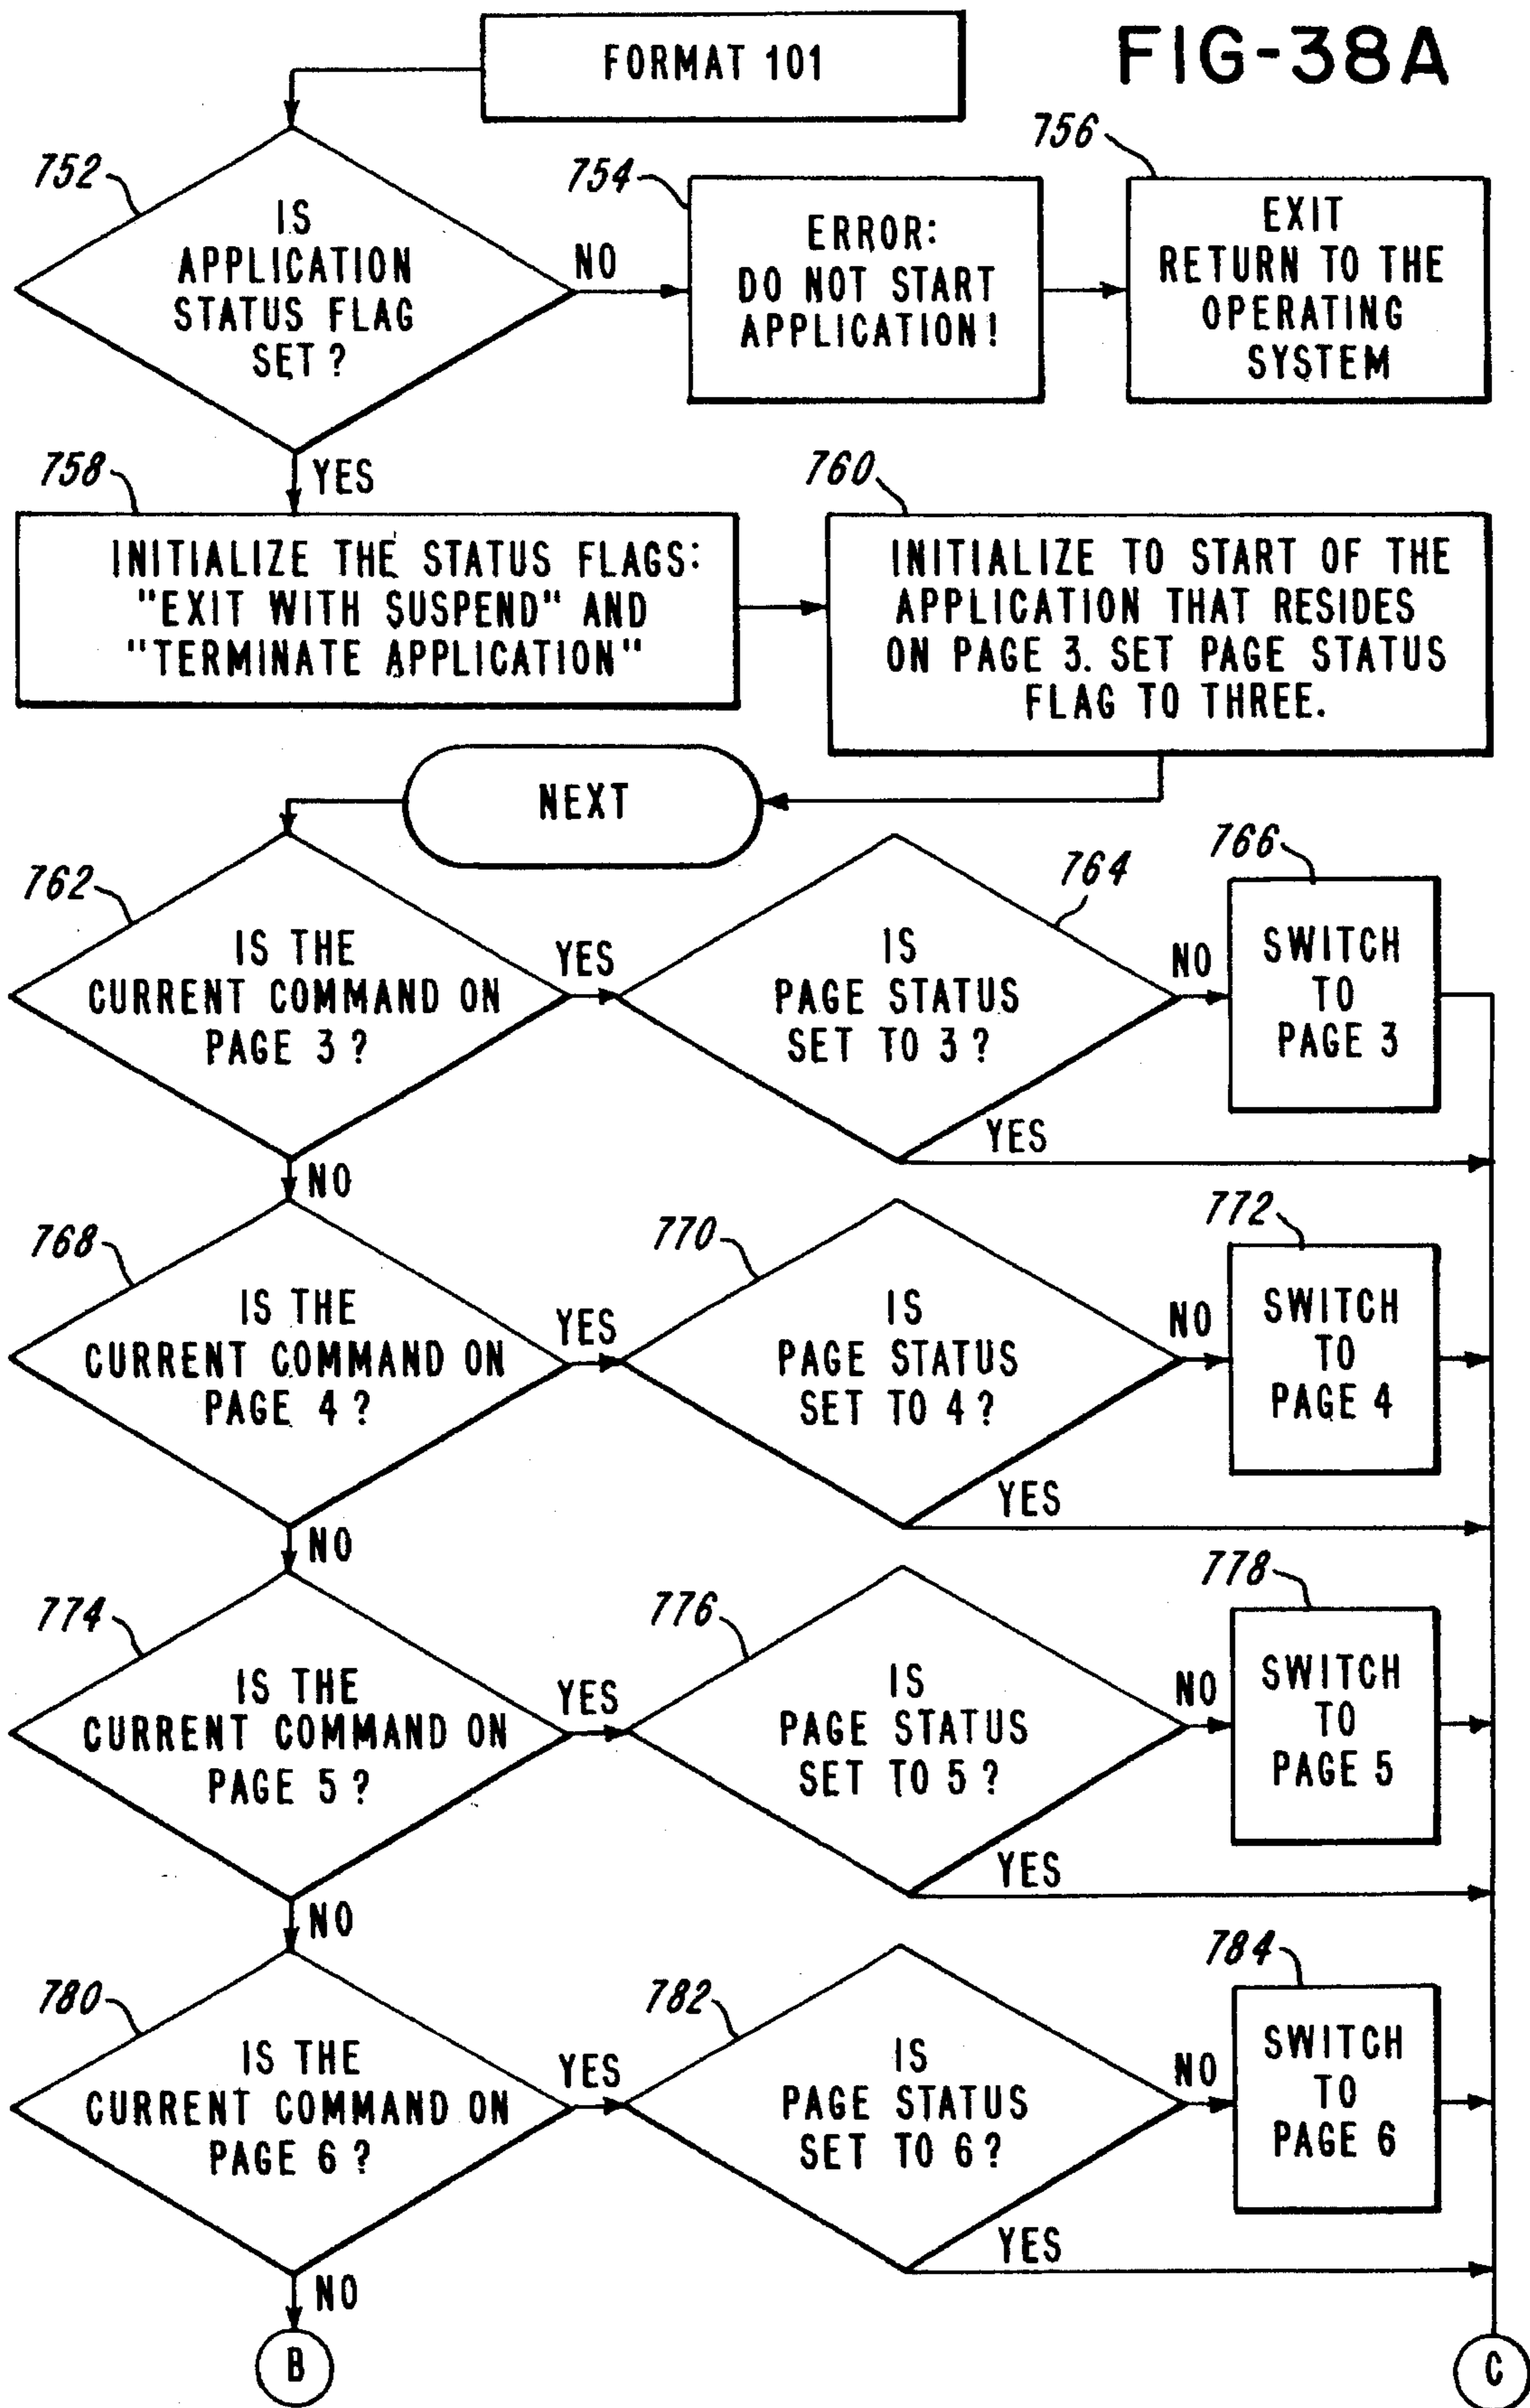 FORMAT 101
FIG-38A
752
IS
APPLICATION
STATUS FLAG
SET?
NO
754
ERROR:
DO NOT START
APPLICATION!
756
EXIT
RETURN TO THE
OPERATING
SYSTEM
YES
758
INITIALIZE THE STATUS FLAGS:
"EXIT WITH SUSPEND" AND
"TERMINATE APPLICATION"
760
INITIALIZE TO START OF THE
APPLICATION THAT RESIDES
ON PAGE 3. SET PAGE STATUS
FLAG TO THREE.
NEXT
762
IS THE
CURRENT COMMAND ON
PAGE 3?
YES
764
IS
PAGE STATUS
SET TO 3?
NO
766
SWITCH
TO
PAGE 3
YES
NO
768
IS THE
CURRENT COMMAND ON
PAGE 4?
YES
770
IS
PAGE STATUS
SET TO 4?
NO
772
SWITCH
TO
PAGE 4
YES
NO
774
IS THE
CURRENT COMMAND ON
PAGE 5?
YES
776
IS
PAGE STATUS
SET TO 5?
NO
778
SWITCH
TO
PAGE 5
YES
NO
780
IS THE
CURRENT COMMAND ON
PAGE 6?
YES
782
IS
PAGE STATUS
SET TO 6?
NO
784
SWITCH
TO
PAGE 6
YES
NO
B
C